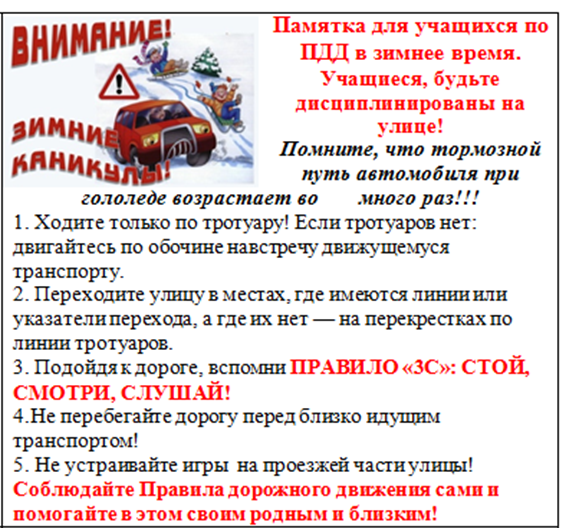 ВНИМАНИЕ!
ЗИМНИЕ
КАНИКУЛЫ!
Памятка для учащихся по
ПДД в зимнее время.
Учащиеся, будьте
дисциплинированы на
улице!
Помните, что тормозной
путь автомобиля при
гололеде возрастает во много раз!!!
1. Ходите только по тротуару! Если тротуаров нет:
двигайтесь по обочине навстречу движущемуся
транспорту.
2. Переходите улицу в местах, где имеются линии или
указатели перехода, а где их нет — на перекрестках по
линии тротуаров.
3. Подойдя к дороге, вспомни ПРАВИЛО «3С»: СТОЙ,
СМОТРИ, СЛУШАЙ!
4.Не перебегайте дорогу перед близко идущим
транспортом!
5. Не устраивайте игры на проезжей части улицы!
Соблюдайте Правила дорожного движения сами и
помогайте в этом своим родным и близким!